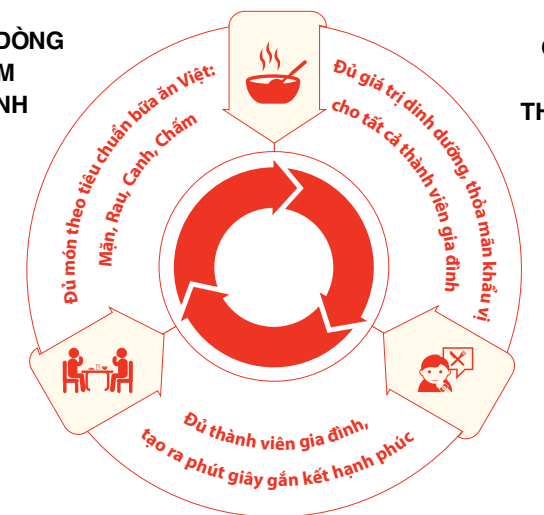 DÒNG
Đủ món theo tiêu chuẩn bữa ăn Việt:
Mặn, Rau, Canh, Chấm
Đủ giá trị dinh dưỡng, thỏa mãn khẩu vị
cho tất cả thành viên gia đình
Đủ thành viên gia đình,
tạo ra phút giây gắn kết hạnh phúc